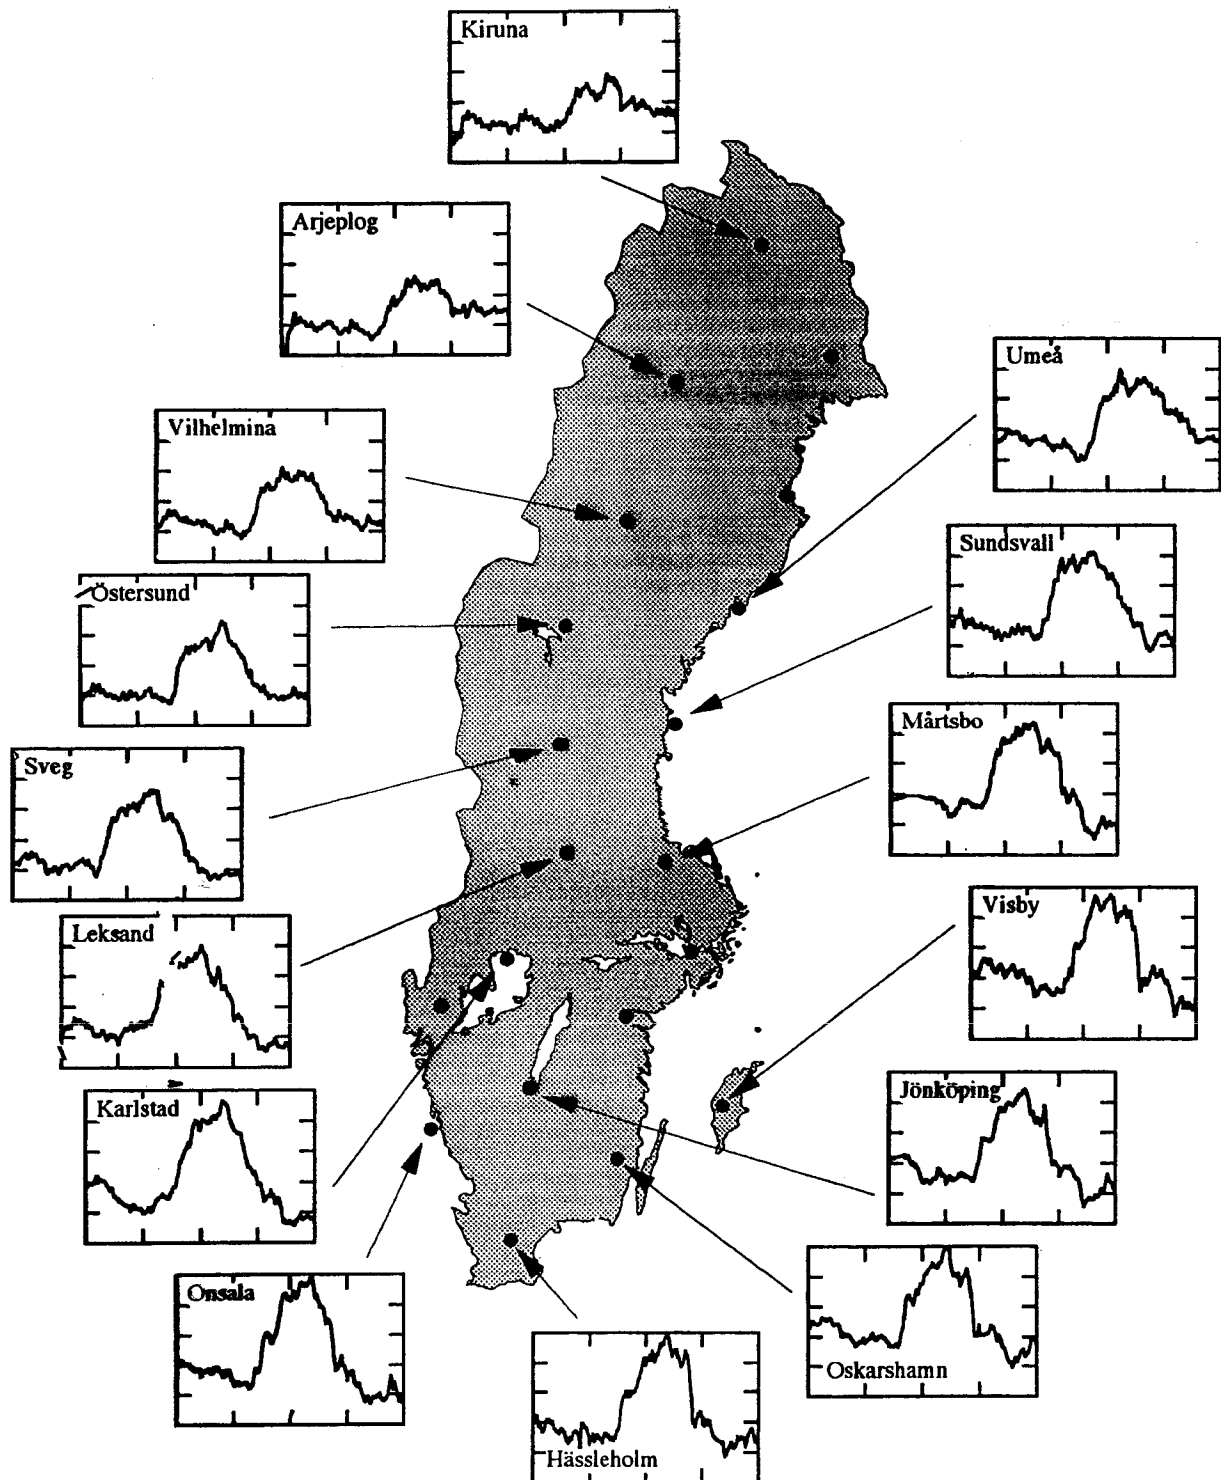 Kiruna
Arjeplog
Umeå
Vilhelmina
Sundsvall
Östersund
Mårtsbo
Sveg
Visby
Leksand
Jönköping
Karlstad
Onsala
Oskarshamn
Hässleholm